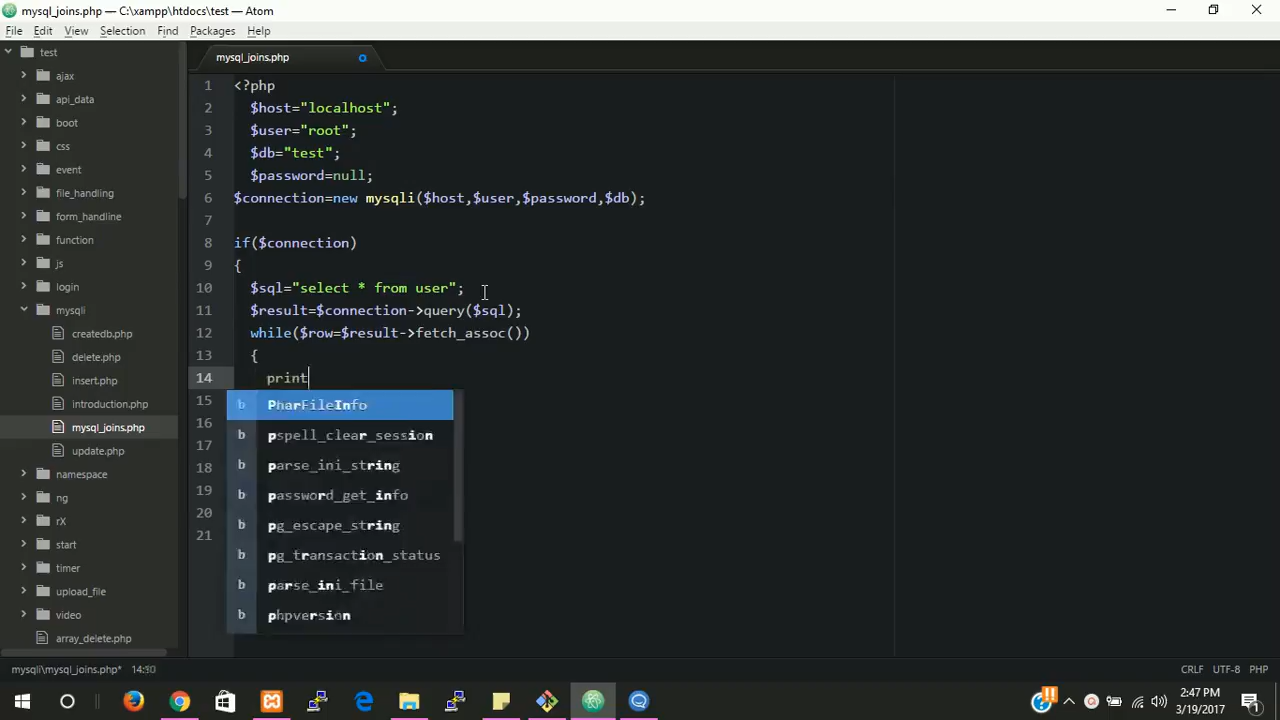 mysql_joins.php — C:\xampp\htdocs\test — Atom
File Edit View Selection Find Packages Help
test
ajax
api_data
boot
css
event
file_handling
form_handline
function
js
login
mysqli
createdb.php
delete.php
insert.php
introduction.php
mysql_joins.php
update.php
namespace
ng
rX
start
timer
upload_file
video
array_delete.php
mysql_joins.php
1 <?php
2 $host="localhost";
3 $user="root";
4 $db="test";
5 $password=null;
6 $connection=new mysqli($host,$user,$password,$db);
7
8 if($connection)
9 {
10 $sql="select * from user";
11 $result=$connection->query($sql);
12 while($row=$result->fetch_assoc())
13 {
14 print
15
16
17
18
19
20
21
b PharFileInfo
b pspell_clear_session
b parse_ini_string
b password_get_info
b pg_escape_string
b pg_transaction_status
b parse_ini_file
b phpversion
mysqli\mysql_joins.php* CRLF UTF-8 PHP
2:47 PM
3/19/2017